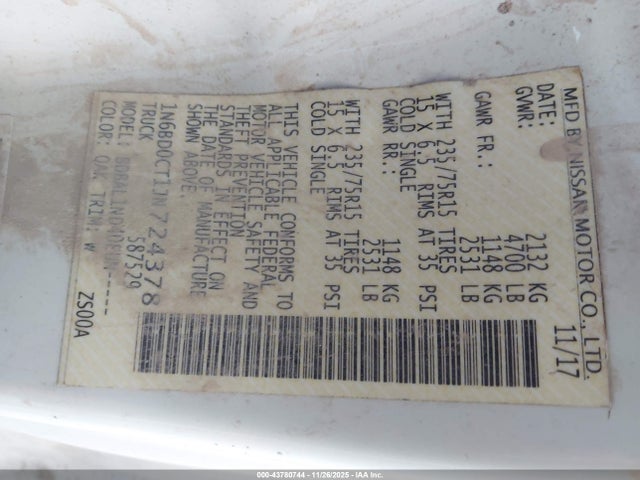 MFD BY NISSAN MOTOR CO., LTD.
DATE: 11/17
GVWR: 2132 KG
4700 LB
GAWR FR.: 1148 KG
2531 LB
WITH 235/75R15 TIRES
15 X 6.5 RIMS AT 35 PSI
COLD SINGLE
GAWR RR.: 1148 KG
2531 LB
WITH 235/75R15 TIRES
15 X 6.5 RIMS AT 35 PSI
COLD SINGLE
THIS VEHICLE CONFORMS TO
ALL APPLICABLE FEDERAL
MOTOR VEHICLE SAFETY AND
THEFT PREVENTION
STANDARDS IN EFFECT ON
THE DATE OF MANUFACTURE
SHOWN ABOVE.
1N6BD0CT1JN724378
TRUCK 587529
MODEL:
COLOR: QAK TRIM: W ZS00A
000-43780744 - 11/26/2025 - IAA Inc.